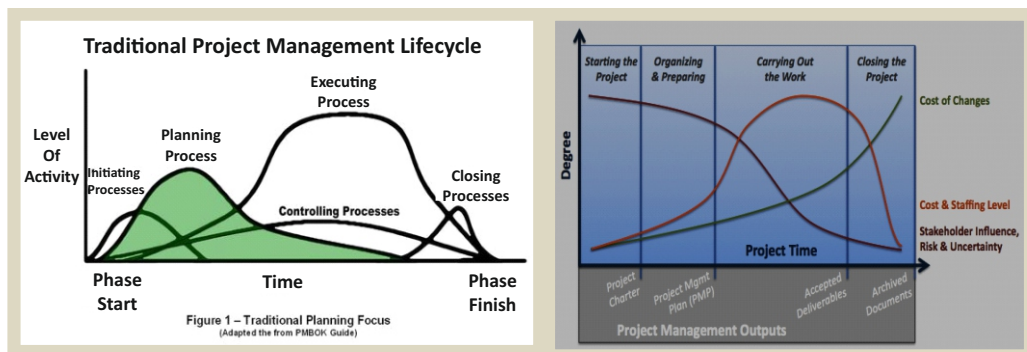 Traditional Project Management Lifecycle
Executing
Process
Planning
Process
Level
Of
Activity
Initiating
Processes
Closing
Processes
Controlling Processes
Phase
Start
Time
Phase
Finish
Figure 1 – Traditional Planning Focus
(Adapted the from PMBOK Guide)
Starting the
Project
Organizing
& Preparing
Carrying Out
the Work
Closing the
Project
Degree
Cost of Changes
Cost & Staffing Level
Stakeholder Influence,
Risk & Uncertainty
Project Time
Project
Charter
Project Mgmt
Plan (PMP)
Accepted
Deliverables
Archived
Documents
Project Management Outputs